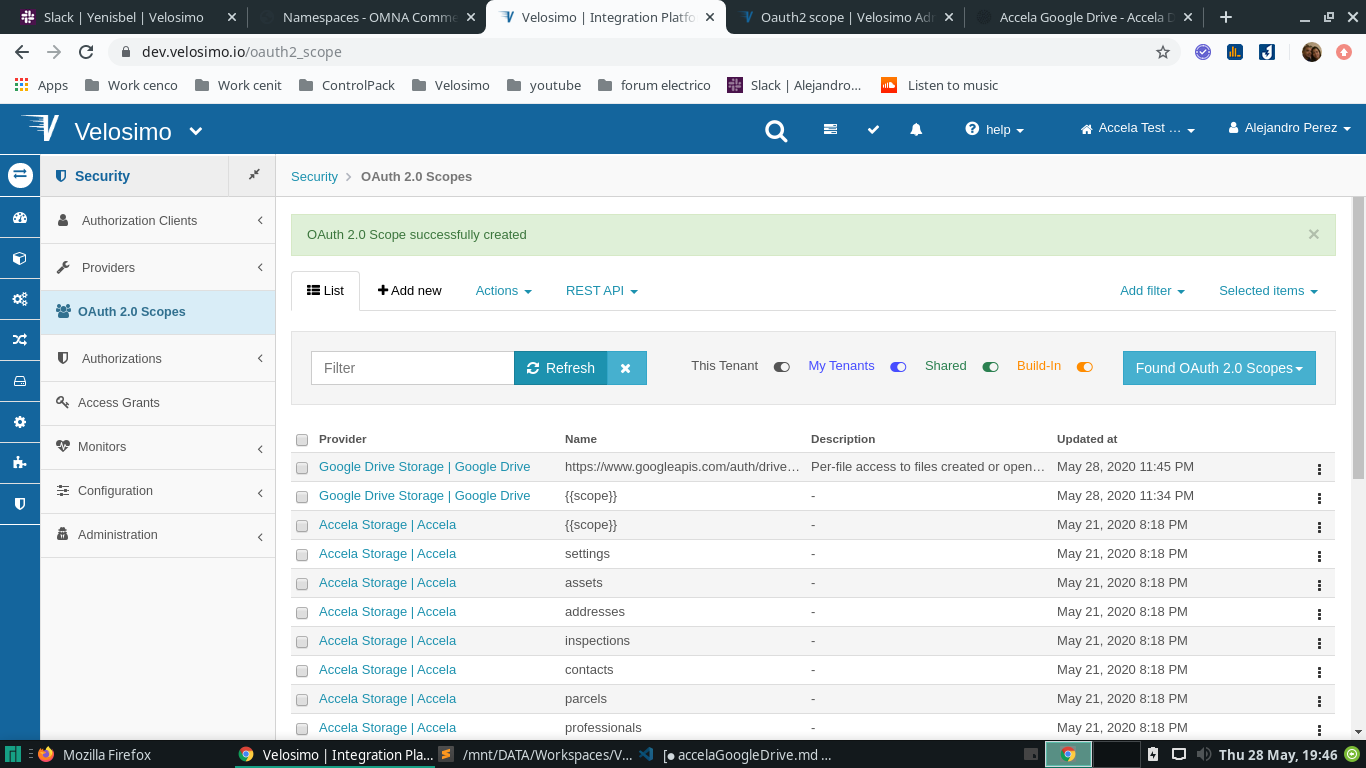 Slack | Yenisbel | Velosimo
Namespaces - OMNA Comme
Velosimo | Integration Platfo
Oauth2 scope | Velosimo Adm
Accela Google Drive - Accela D
dev.velosimo.io/oauth2_scope
Apps
Work cenco
Work cenit
ControlPack
Velosimo
youtube
forum electrico
Slack | Alejandro...
Listen to music
Velosimo
help
Accela Test ...
Alejandro Perez
Security
Security
OAuth 2.0 Scopes
Authorization Clients
Providers
OAuth 2.0 Scopes
Authorizations
Access Grants
Monitors
Configuration
Administration
OAuth 2.0 Scope successfully created
×
List
Add new
Actions
REST API
Add filter
Selected items
Filter
Refresh
This Tenant
My Tenants
Shared
Build-In
Found OAuth 2.0 Scopes
Provider Name Description Updated at
Google Drive Storage | Google Drive https://www.googleapis.com/auth/drive… Per-file access to files created or open… May 28, 2020 11:45 PM
Google Drive Storage | Google Drive {{scope}} - May 28, 2020 11:34 PM
Accela Storage | Accela {{scope}} - May 21, 2020 8:18 PM
Accela Storage | Accela settings - May 21, 2020 8:18 PM
Accela Storage | Accela assets - May 21, 2020 8:18 PM
Accela Storage | Accela addresses - May 21, 2020 8:18 PM
Accela Storage | Accela inspections - May 21, 2020 8:18 PM
Accela Storage | Accela contacts - May 21, 2020 8:18 PM
Accela Storage | Accela parcels - May 21, 2020 8:18 PM
Accela Storage | Accela professionals - May 21, 2020 8:18 PM
Mozilla Firefox
Velosimo | Integration Pla...
/mnt/DATA/Workspaces/V...
[● accelaGoogleDrive.md ...
Thu 28 May, 19:46